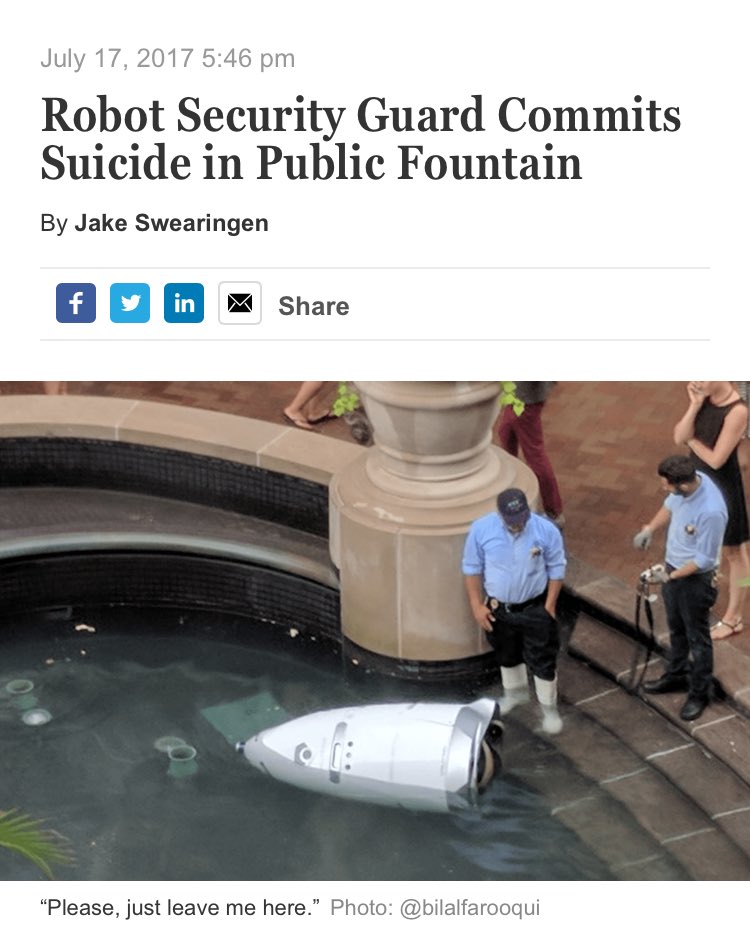 July 17, 2017 5:46 pm
Robot Security Guard Commits
Suicide in Public Fountain
By Jake Swearingen
f in Share
“Please, just leave me here.” Photo: @bilalfarooqui